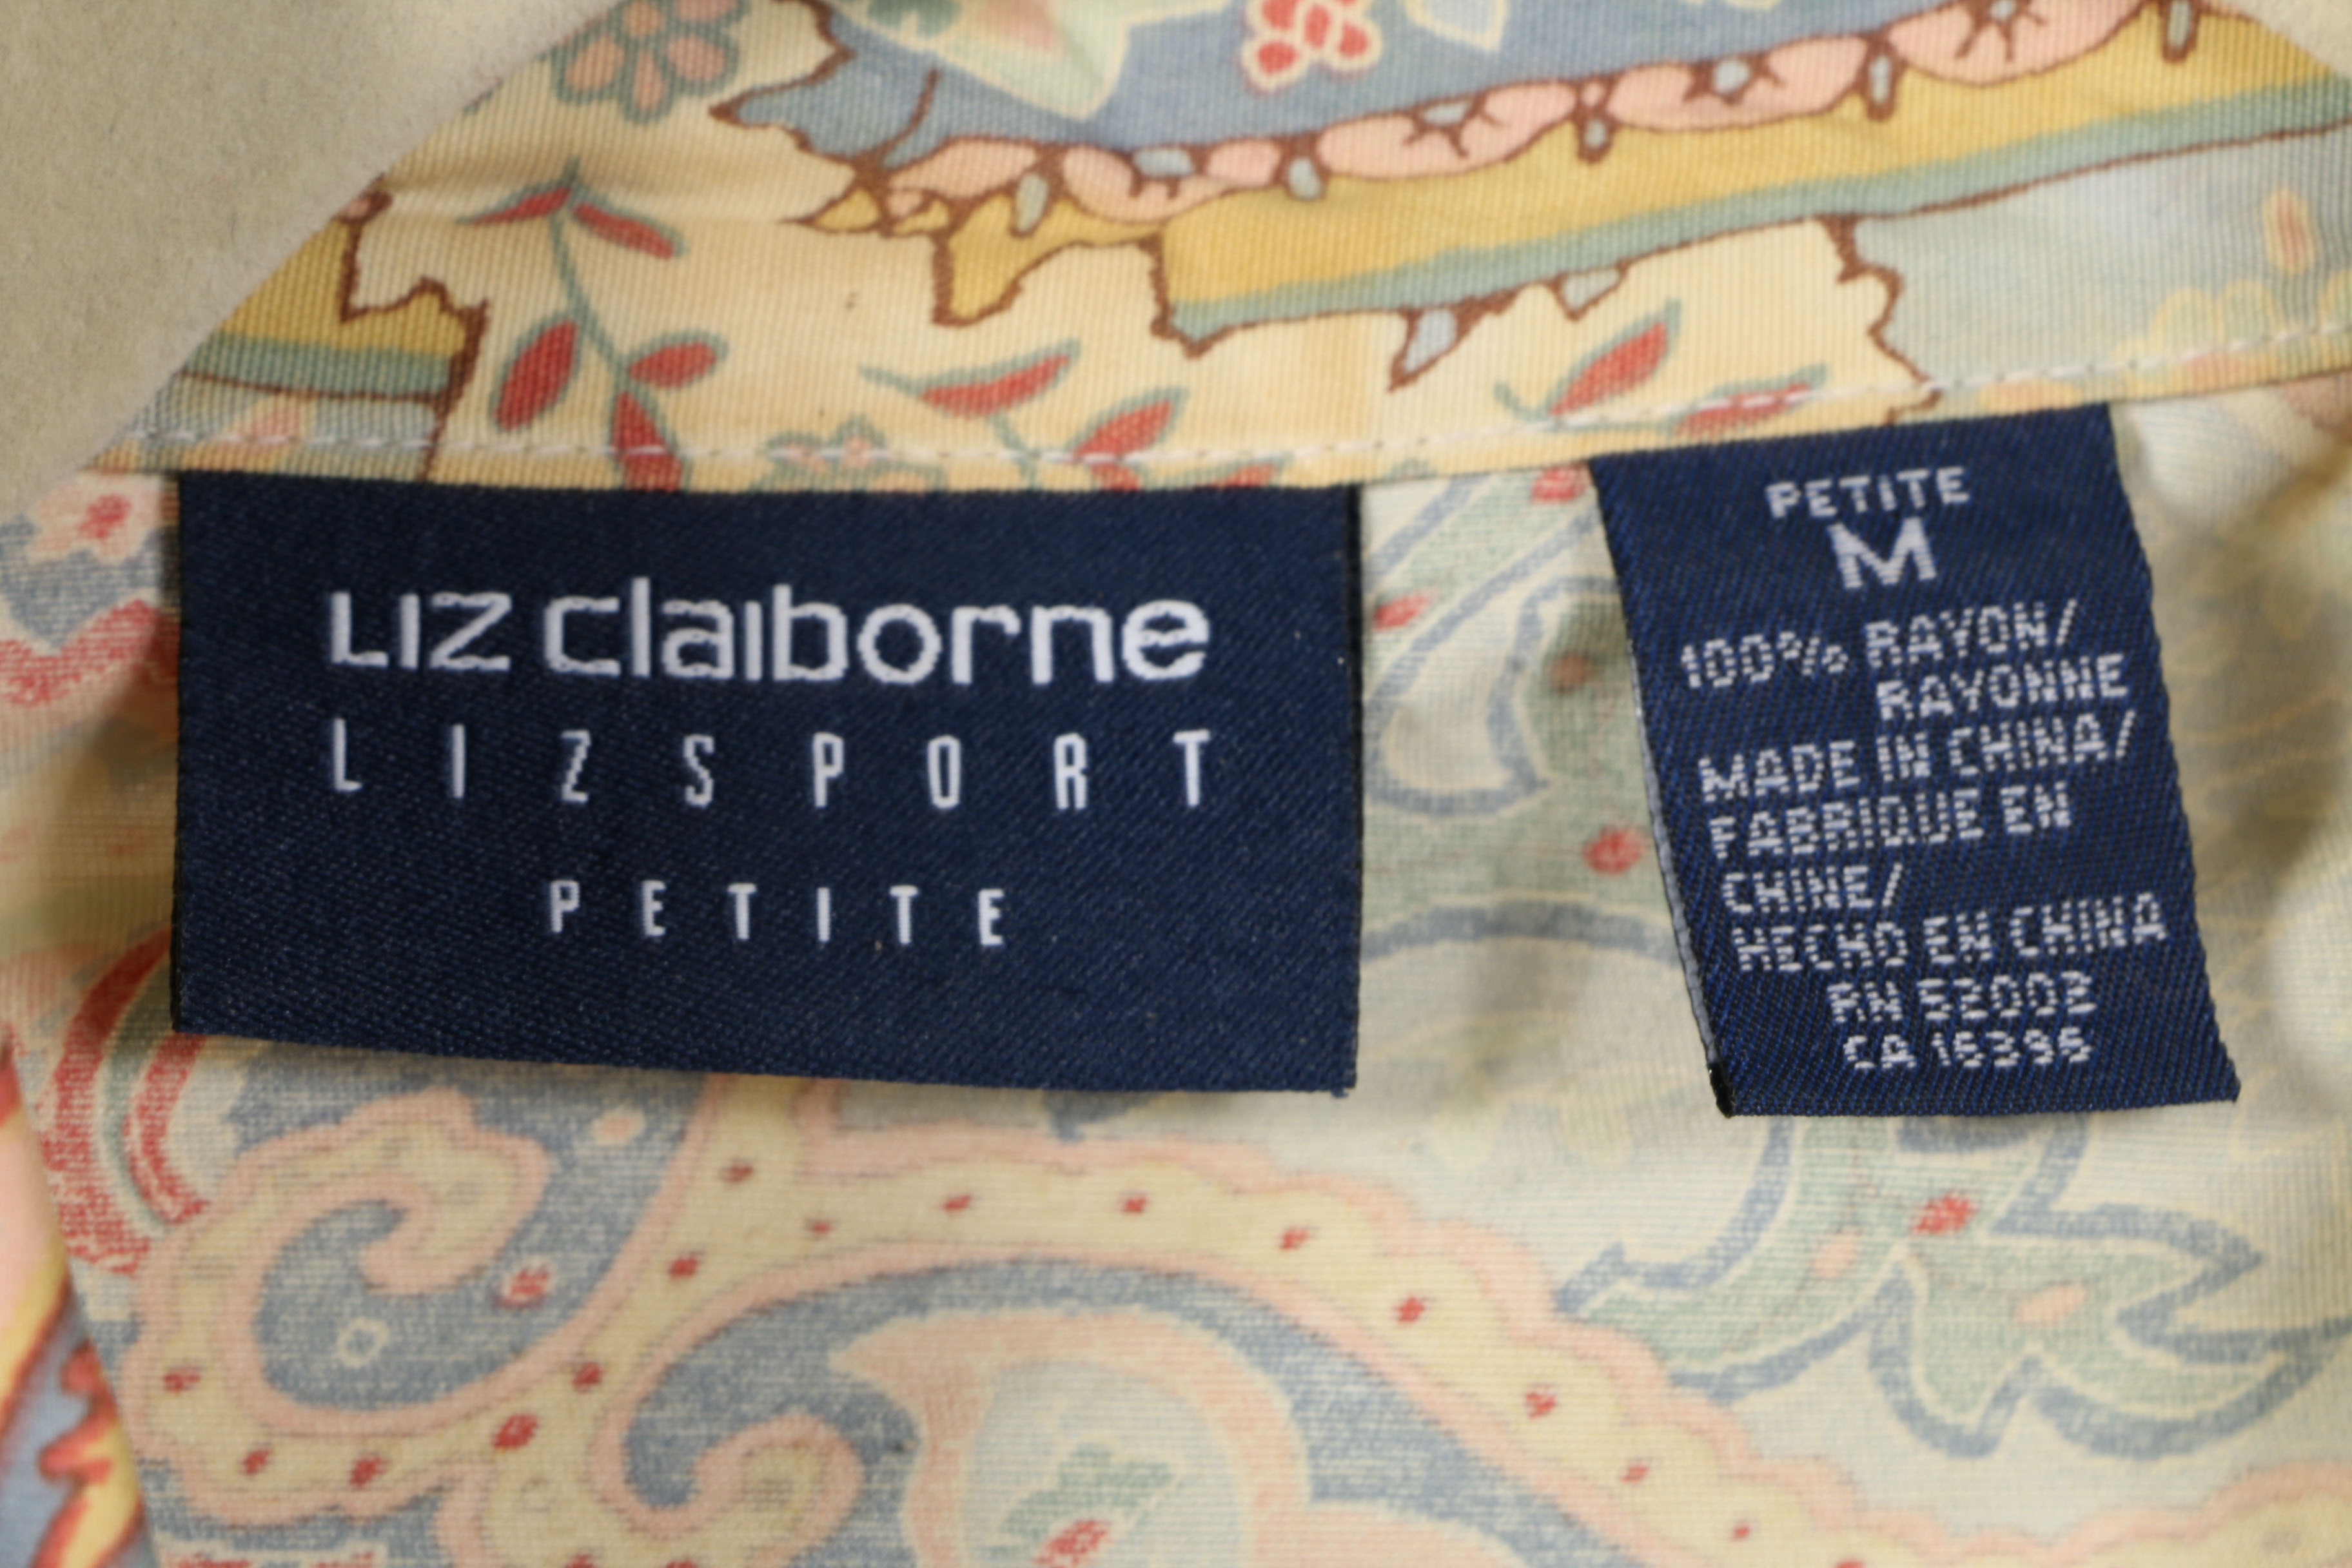 LIZ claiborne
LIZSPORT
PETITE
PETITE
M
100% RAYON/
RAYONNE
MADE IN CHINA/
FABRIQUE EN
CHINE/
HECHO EN CHINA
RN 52002
CA 16396